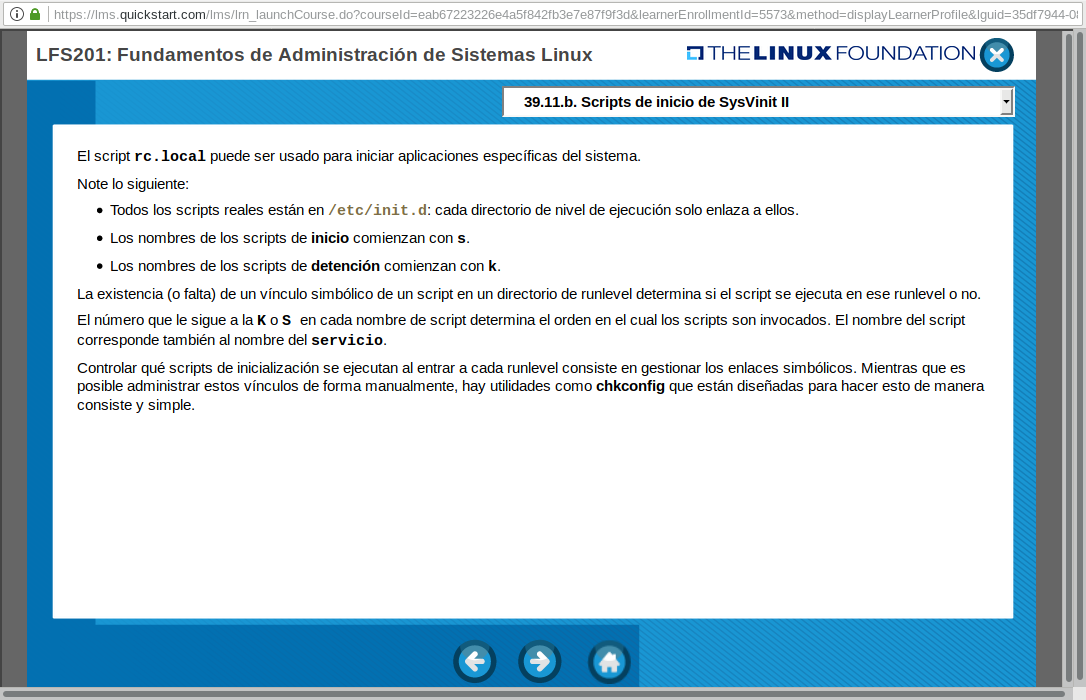 https://lms.quickstart.com/lms/lrn_launchCourse.do?courseId=eab67223226e4a5f842fb3e7e87f9f3d&learnerEnrollmentId=5573&method=displayLearnerProfile&lguid=35df7944-0
LFS201: Fundamentos de Administración de Sistemas Linux
THE LINUX FOUNDATION
39.11.b. Scripts de inicio de SysVinit II
El script rc.local puede ser usado para iniciar aplicaciones específicas del sistema.
Note lo siguiente:
• Todos los scripts reales están en /etc/init.d: cada directorio de nivel de ejecución solo enlaza a ellos.
• Los nombres de los scripts de inicio comienzan con s.
• Los nombres de los scripts de detención comienzan con k.
La existencia (o falta) de un vínculo simbólico de un script en un directorio de runlevel determina si el script se ejecuta en ese runlevel o no.
El número que le sigue a la K o S en cada nombre de script determina el orden en el cual los scripts son invocados. El nombre del script
corresponde también al nombre del servicio.
Controlar qué scripts de inicialización se ejecutan al entrar a cada runlevel consiste en gestionar los enlaces simbólicos. Mientras que es
posible administrar estos vínculos de forma manualmente, hay utilidades como chkconfig que están diseñadas para hacer esto de manera
consiste y simple.